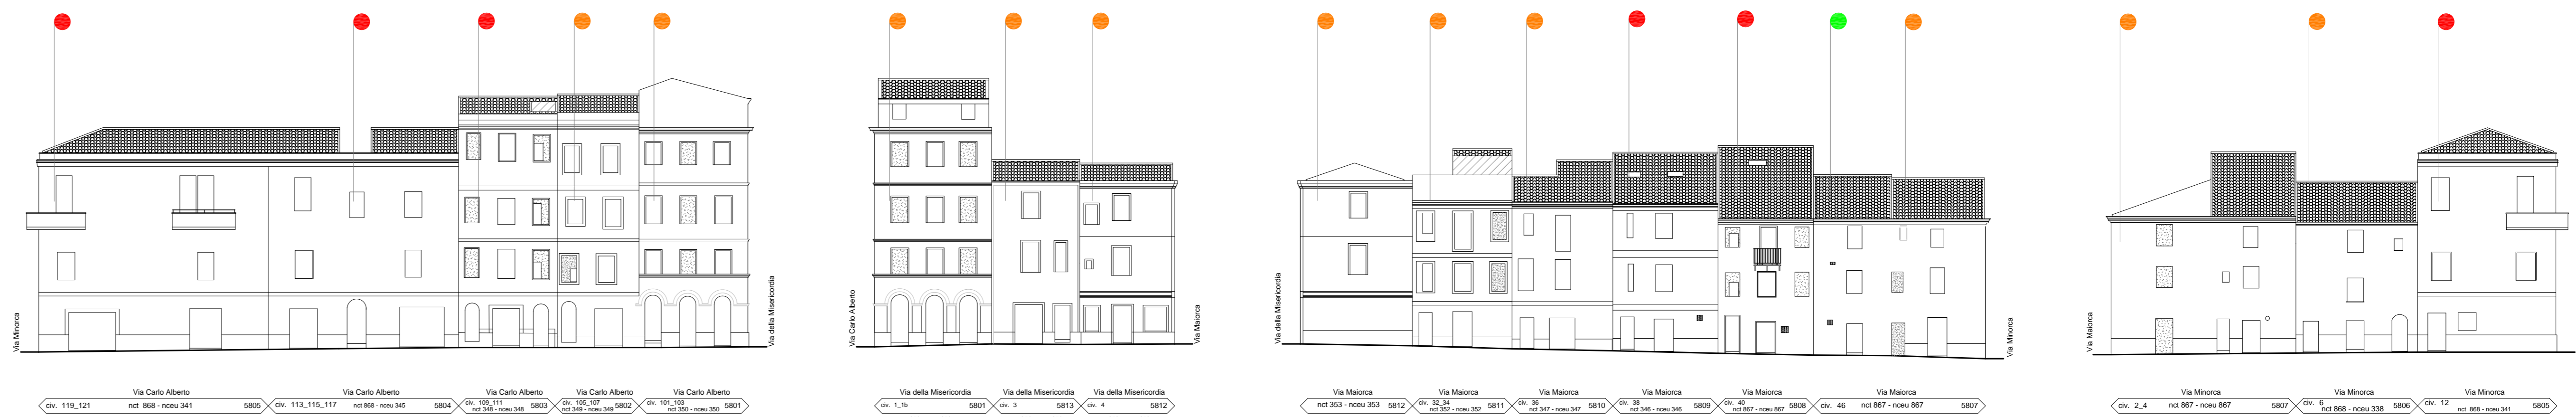 Via Minorca
Via della Misericordia
Via Carlo Alberto
civ. 119_121 nct 868 - nceu 341 5805
Via Carlo Alberto
civ. 113_115_117 nct 868 - nceu 345 5804
Via Carlo Alberto
civ. 109_111
nct 348 - nceu 348 5803
Via Carlo Alberto
civ. 105_107
nct 349 - nceu 349 5802
Via Carlo Alberto
civ. 101_103
nct 350 - nceu 350 5801
Via Carlo Alberto
Via Maiorca
Via della Misericordia
civ. 1_1b 5801
Via della Misericordia
civ. 3 5813
Via della Misericordia
civ. 4 5812
Via della Misericordia
Via Minorca
Via Maiorca
nct 353 - nceu 353 5812
Via Maiorca
civ. 32_34
nct 352 - nceu 352 5811
Via Maiorca
civ. 36
nct 347 - nceu 347 5810
Via Maiorca
civ. 38
nct 346 - nceu 346 5809
Via Maiorca
civ. 40
nct 867 - nceu 867 5808
Via Maiorca
civ. 46 nct 867 - nceu 867 5807
Via Maiorca
Via Minorca
civ. 2_4 nct 867 - nceu 867 5807
Via Minorca
civ. 6
nct 868 - nceu 338 5806
Via Minorca
civ. 12
nct 868 - nceu 341 5805